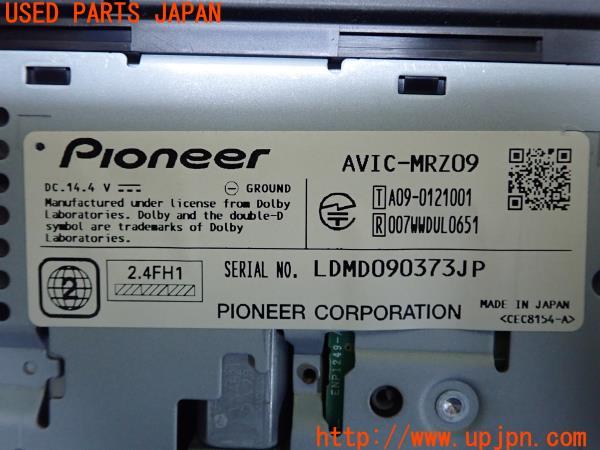 USED PARTS JAPAN
Pioneer
AVIC-MRZ09
DC.14.4 V
GROUND
Manufactured under license from Dolby
Laboratories. Dolby and the double-D
symbol are trademarks of Dolby
Laboratories.
T A09-0121001
R 007WWDUL0651
2
2.4FH1
SERIAL NO. LDMD090373JP
PIONEER CORPORATION
MADE IN JAPAN
<CEC8154-A>
ENP1249-
UPJ http://www.upjpn.com/